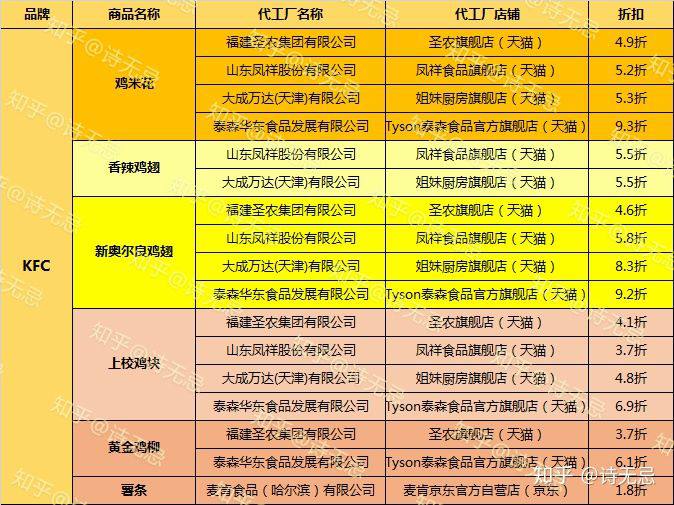 品牌 商品名称 代工厂名称 代工厂店铺 折扣
KFC
鸡米花
福建圣农集团有限公司 圣农旗舰店（天猫） 4.9折
山东凤祥股份有限公司 凤祥食品旗舰店（天猫） 5.2折
大成万达(天津)有限公司 姐妹厨房旗舰店（天猫） 5.3折
泰森华东食品发展有限公司 Tyson泰森食品官方旗舰店（天猫） 9.3折
香辣鸡翅
山东凤祥股份有限公司 凤祥食品旗舰店（天猫） 5.5折
大成万达(天津)有限公司 姐妹厨房旗舰店（天猫） 5.5折
新奥尔良鸡翅
福建圣农集团有限公司 圣农旗舰店（天猫） 4.6折
山东凤祥股份有限公司 凤祥食品旗舰店（天猫） 5.8折
大成万达(天津)有限公司 姐妹厨房旗舰店（天猫） 8.3折
泰森华东食品发展有限公司 Tyson泰森食品官方旗舰店（天猫） 9.2折
上校鸡块
福建圣农集团有限公司 圣农旗舰店（天猫） 4.1折
山东凤祥股份有限公司 凤祥食品旗舰店（天猫） 3.7折
大成万达(天津)有限公司 姐妹厨房旗舰店（天猫） 4.8折
泰森华东食品发展有限公司 Tyson泰森食品官方旗舰店（天猫） 6.9折
黄金鸡柳
福建圣农集团有限公司 圣农旗舰店（天猫） 3.7折
泰森华东食品发展有限公司 Tyson泰森食品官方旗舰店（天猫） 6.1折
薯条
麦肯食品（哈尔滨）有限公司 麦肯京东官方自营店（京东） 1.8折
知乎 @诗无忌